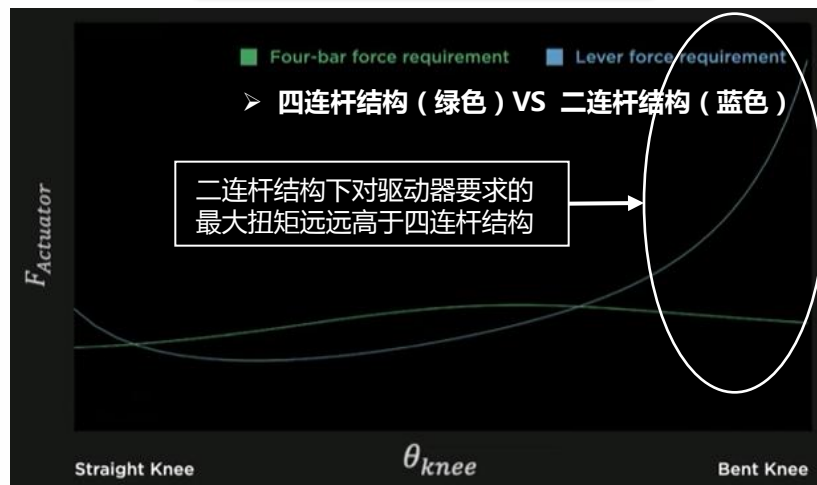 Four-bar force requirement
Lever force requirement
➢ 四连杆结构（绿色）VS 二连杆结构（蓝色）
二连杆结构下对驱动器要求的
最大扭矩远远高于四连杆结构
F_Actuator
Straight Knee
θ_knee
Bent Knee